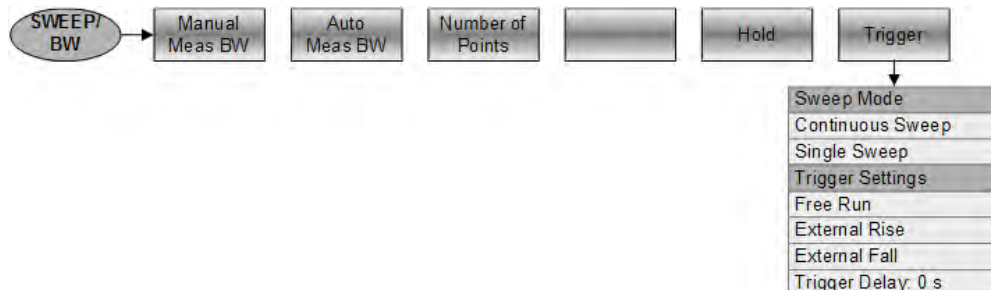 SWEEP/
BW
Manual
Meas BW
Auto
Meas BW
Number of
Points
Hold
Trigger
Sweep Mode
Continuous Sweep
Single Sweep
Trigger Settings
Free Run
External Rise
External Fall
Trigger Delay: 0 s